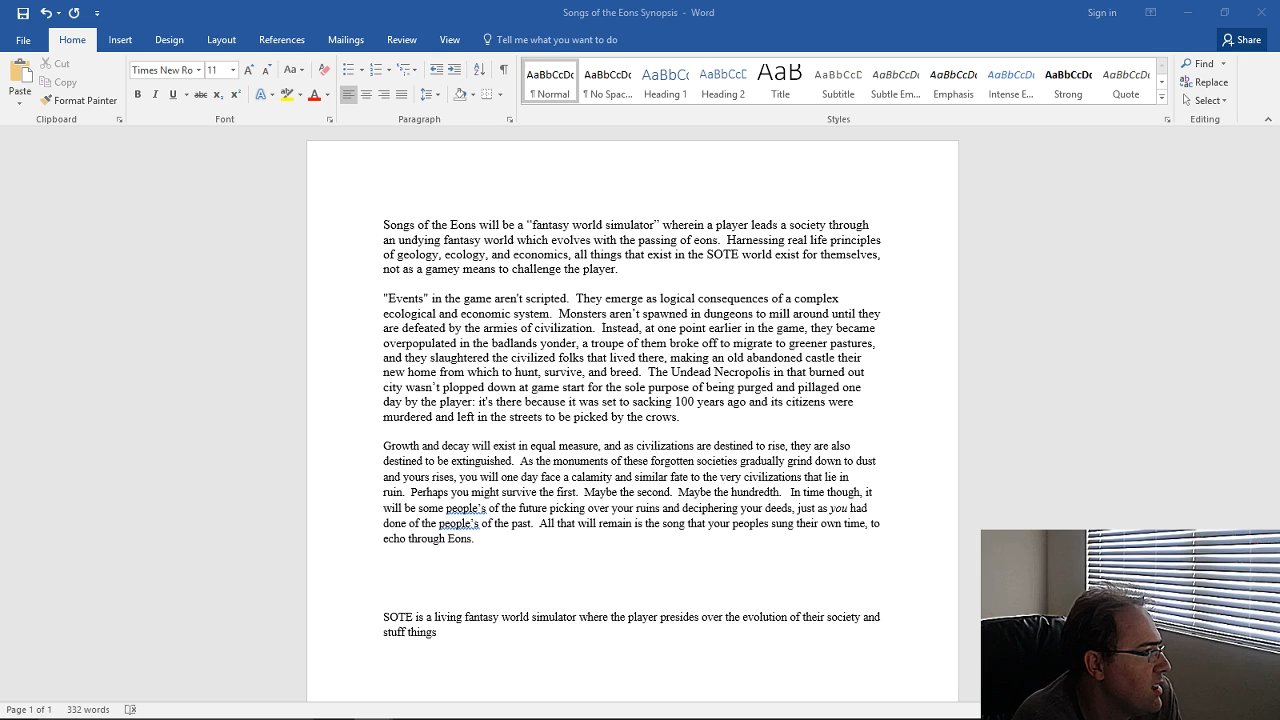 Songs of the Eons Synopsis - Word
Sign in
File Home Insert Design Layout References Mailings Review View Tell me what you want to do Share
Paste
Cut
Copy
Format Painter
Clipboard
Times New Ro 11 Aa
B I U abc x₂ x² A A
Font
Paragraph
AaBbCcDc AaBbCcDc AaBbCc AaBbCcD AaB AaBbCcD AaBbCcDc AaBbCcDc AaBbCcDc AaBbCcDc AaBbCcDc
¶ Normal ¶ No Spac... Heading 1 Heading 2 Title Subtitle Subtle Em... Emphasis Intense E... Strong Quote
Styles
Find
Replace
Select
Editing
Songs of the Eons will be a “fantasy world simulator” wherein a player leads a society through
an undying fantasy world which evolves with the passing of eons. Harnessing real life principles
of geology, ecology, and economics, all things that exist in the SOTE world exist for themselves,
not as a gamey means to challenge the player.
"Events" in the game aren't scripted. They emerge as logical consequences of a complex
ecological and economic system. Monsters aren’t spawned in dungeons to mill around until they
are defeated by the armies of civilization. Instead, at one point earlier in the game, they became
overpopulated in the badlands yonder, a troupe of them broke off to migrate to greener pastures,
and they slaughtered the civilized folks that lived there, making an old abandoned castle their
new home from which to hunt, survive, and breed. The Undead Necropolis in that burned out
city wasn’t plopped down at game start for the sole purpose of being purged and pillaged one
day by the player: it's there because it was set to sacking 100 years ago and its citizens were
murdered and left in the streets to be picked by the crows.
Growth and decay will exist in equal measure, and as civilizations are destined to rise, they are also
destined to be extinguished. As the monuments of these forgotten societies gradually grind down to dust
and yours rises, you will one day face a calamity and similar fate to the very civilizations that lie in
ruin. Perhaps you might survive the first. Maybe the second. Maybe the hundredth. In time though, it
will be some people’s of the future picking over your ruins and deciphering your deeds, just as you had
done of the people’s of the past. All that will remain is the song that your peoples sung their own time, to
echo through Eons.
SOTE is a living fantasy world simulator where the player presides over the evolution of their society and
stuff things
Page 1 of 1 332 words